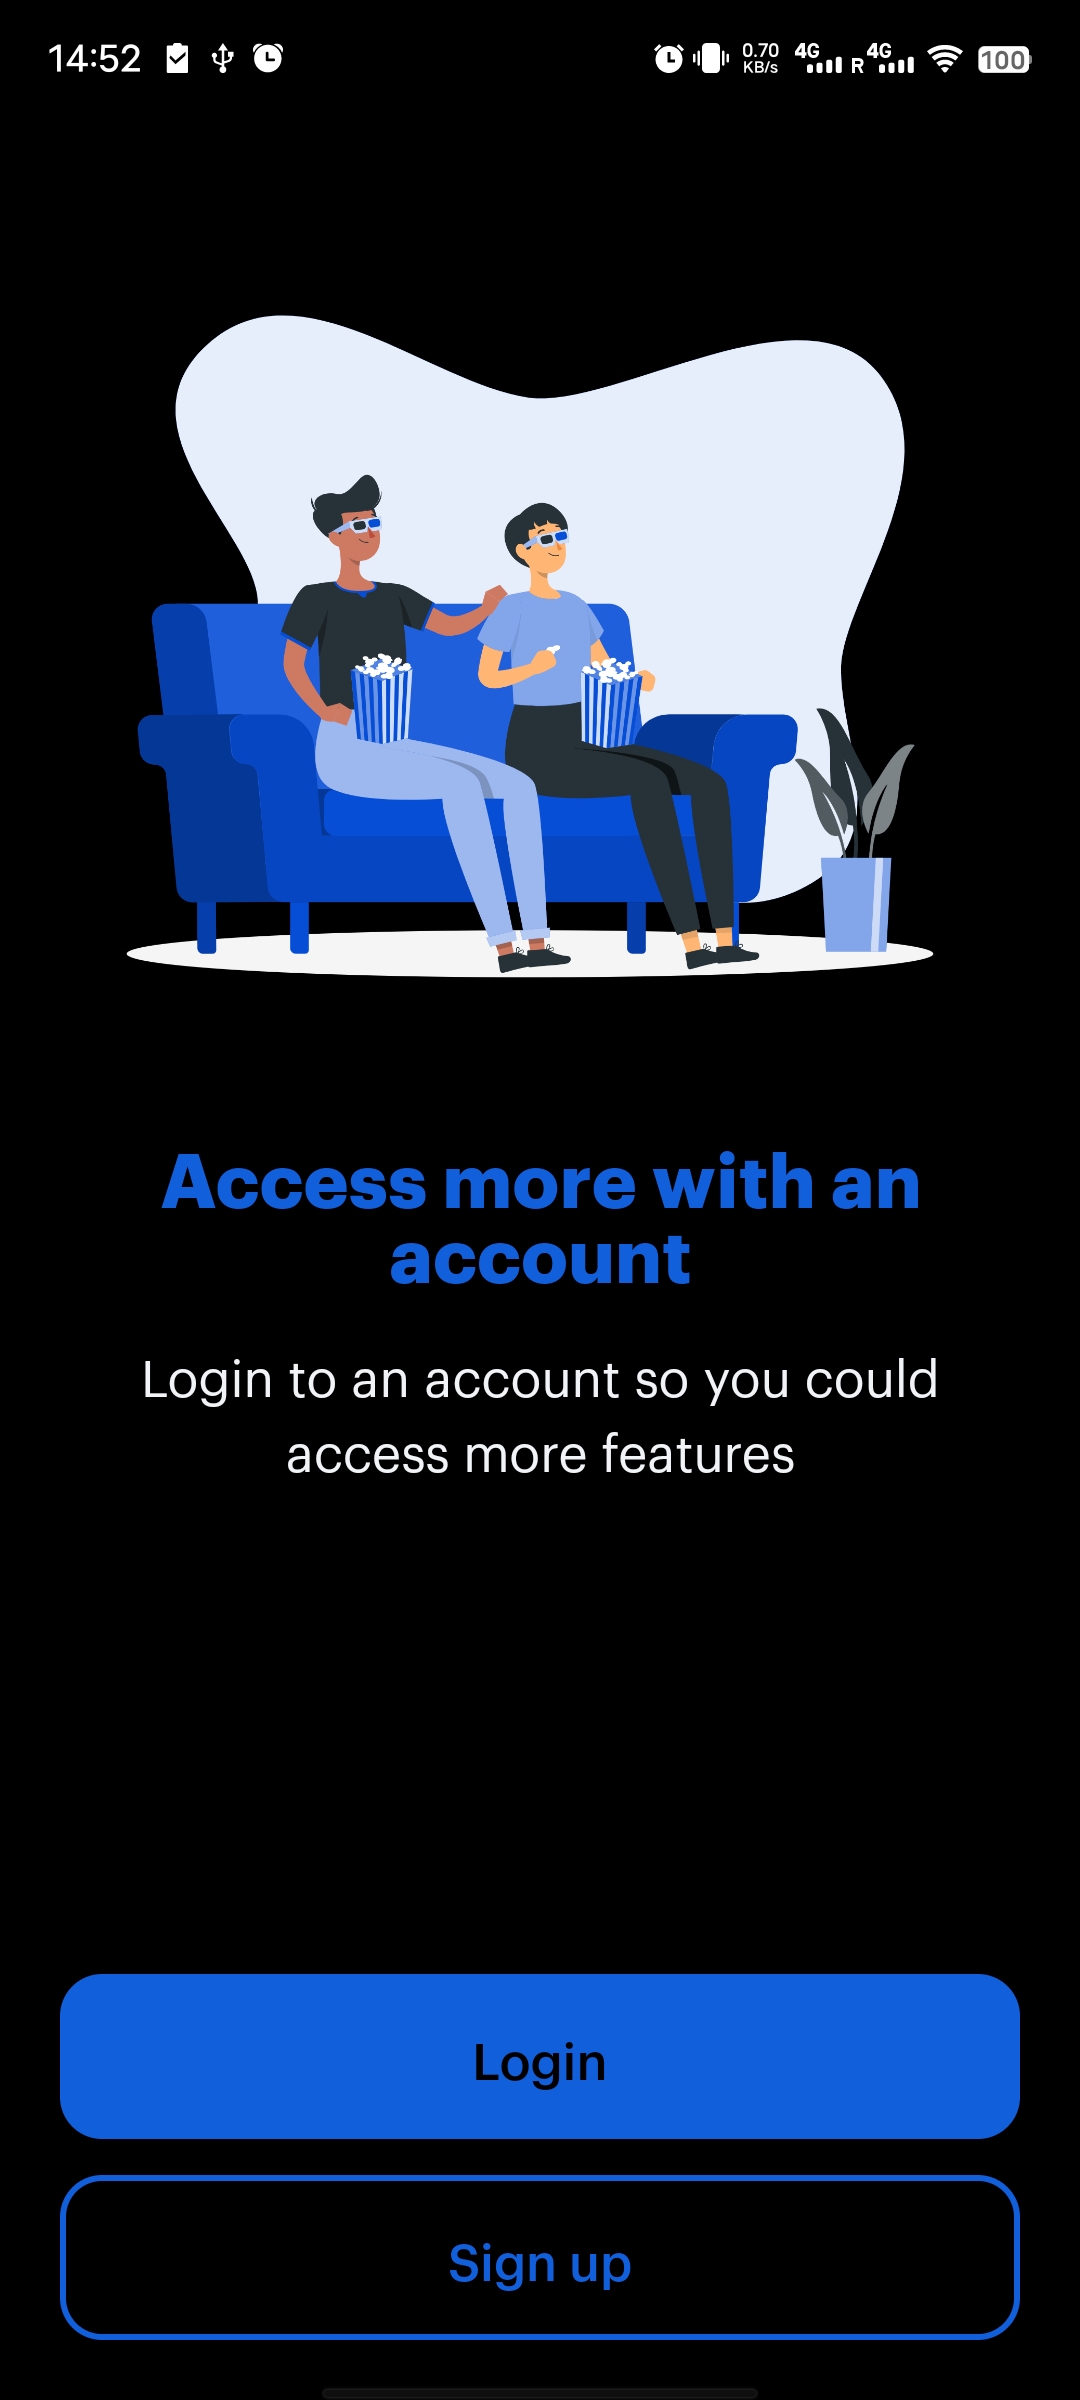 14:52
0.70
KB/s
4G
R
4G
100
Access more with an
account
Login to an account so you could
access more features
Login
Sign up